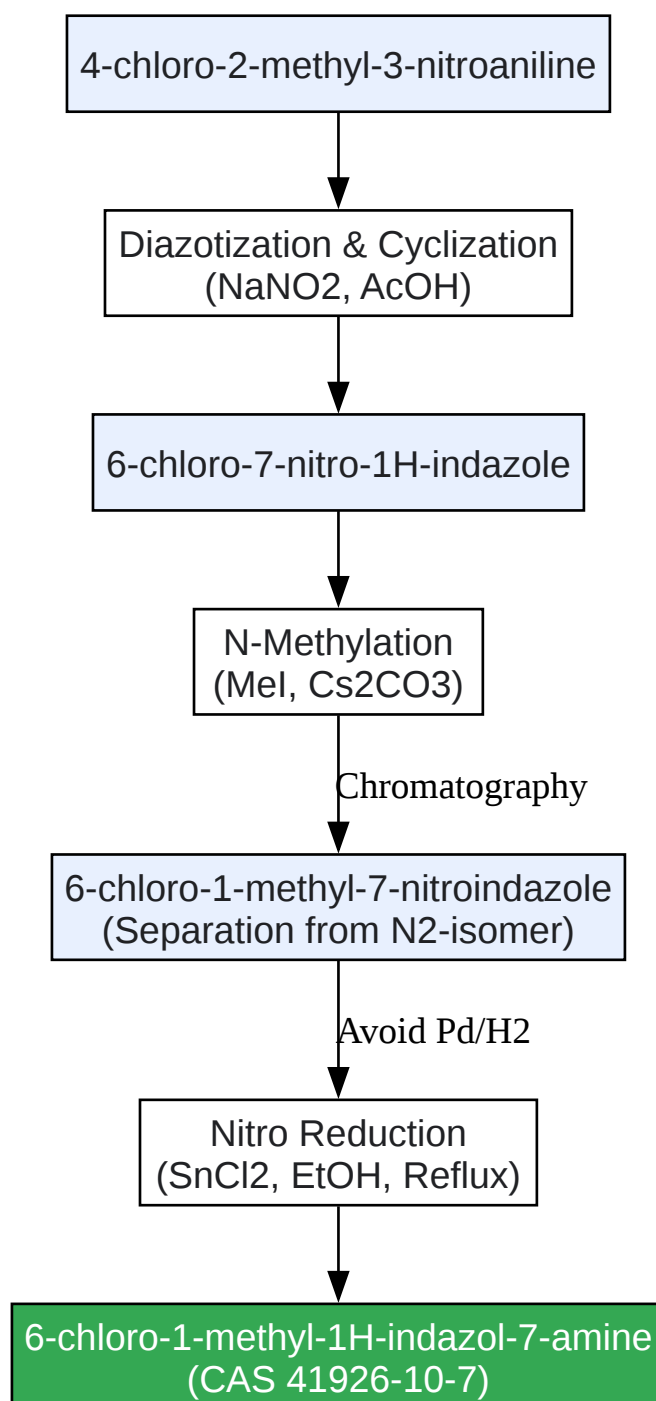 4-chloro-2-methyl-3-nitroaniline
Diazotization & Cyclization
(NaNO2, AcOH)
6-chloro-7-nitro-1H-indazole
N-Methylation
(MeI, Cs2CO3)
Chromatography
6-chloro-1-methyl-7-nitroindazole
(Separation from N2-isomer)
Avoid Pd/H2
Nitro Reduction
(SnCl2, EtOH, Reflux)
6-chloro-1-methyl-1H-indazol-7-amine
(CAS 41926-10-7)